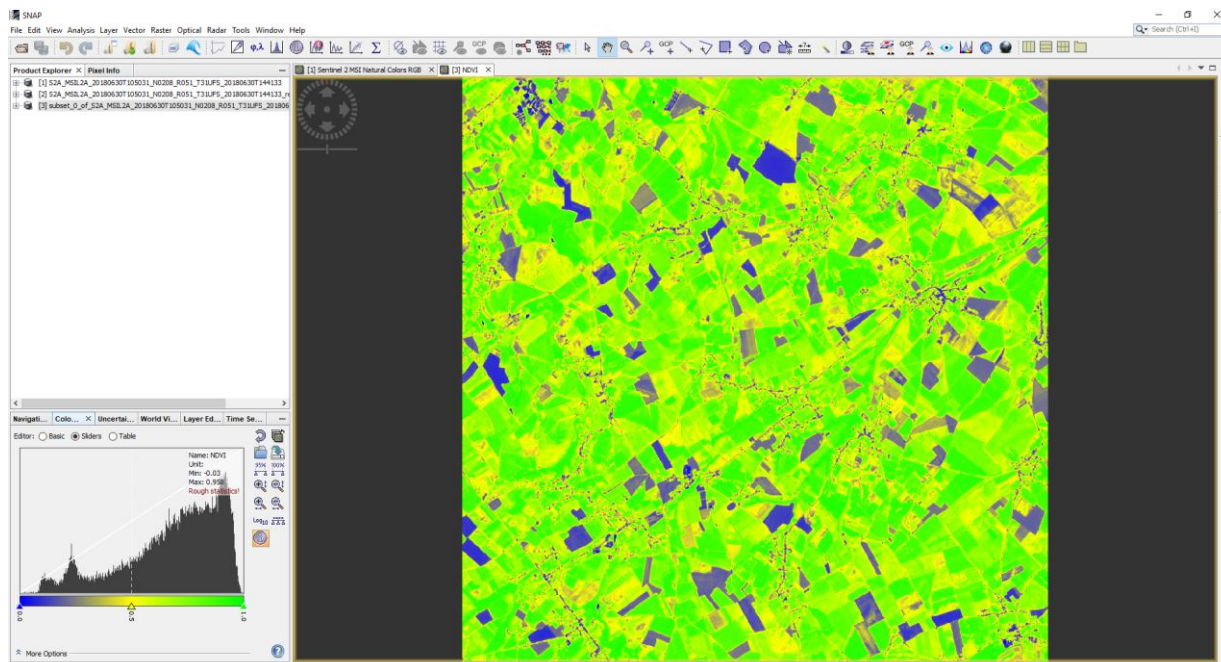 SNAP
File Edit View Analysis Layer Vector Raster Optical Radar Tools Window Help
Search (Ctrl+I)
Product Explorer Pixel Info
[1] Sentinel 2 MSI Natural Colors RGB [3] NDVI
[1] S2A_MSIL2A_20180630T105031_N0208_R051_T31UFS_20180630T144133
[2] S2A_MSIL2A_20180630T105031_N0208_R051_T31UFS_20180630T144133_re
[3] subset_0_of_S2A_MSIL2A_20180630T105031_N0208_R051_T31UFS_201806
Navigati... Colo... Uncertai... World Vi... Layer Ed... Time Se...
Editor: Basic Sliders Table
Name: NDVI
Unit:
Min: -0.03
Max: 0.958
Rough statistics!
95% 100%
Log10
0.0 0.5 1.0
More Options